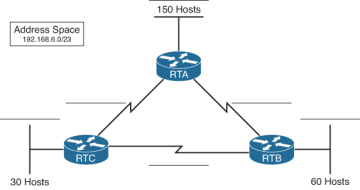 150 Hosts
Address Space
192.168.6.0/23
RTA
RTC
RTB
30 Hosts
60 Hosts